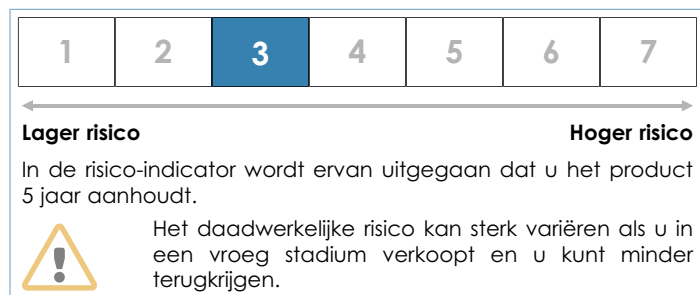 1 2 3 4 5 6 7
Lager risico Hoger risico
In de risico-indicator wordt ervan uitgegaan dat u het product
5 jaar aanhoudt.
Het daadwerkelijke risico kan sterk variëren als u in
een vroeg stadium verkoopt en u kunt minder
terugkrijgen.